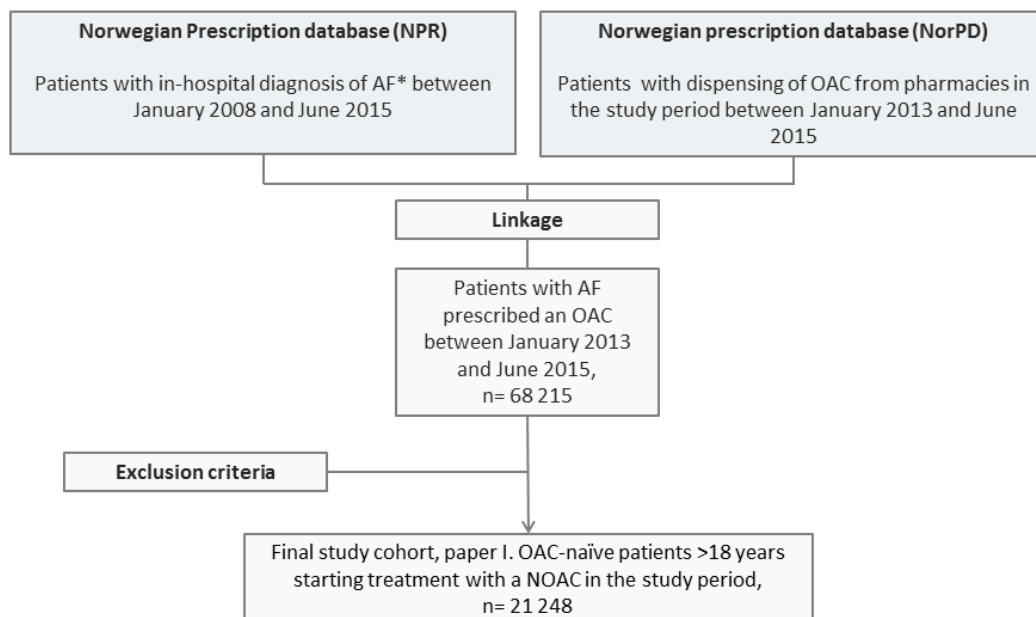 Norwegian Prescription database (NPR)
Patients with in-hospital diagnosis of AF* between
January 2008 and June 2015
Norwegian prescription database (NorPD)
Patients with dispensing of OAC from pharmacies in
the study period between January 2013 and June
2015
Linkage
Patients with AF
prescribed an OAC
between January 2013
and June 2015,
n= 68 215
Exclusion criteria
Final study cohort, paper I. OAC-naïve patients >18 years
starting treatment with a NOAC in the study period,
n= 21 248